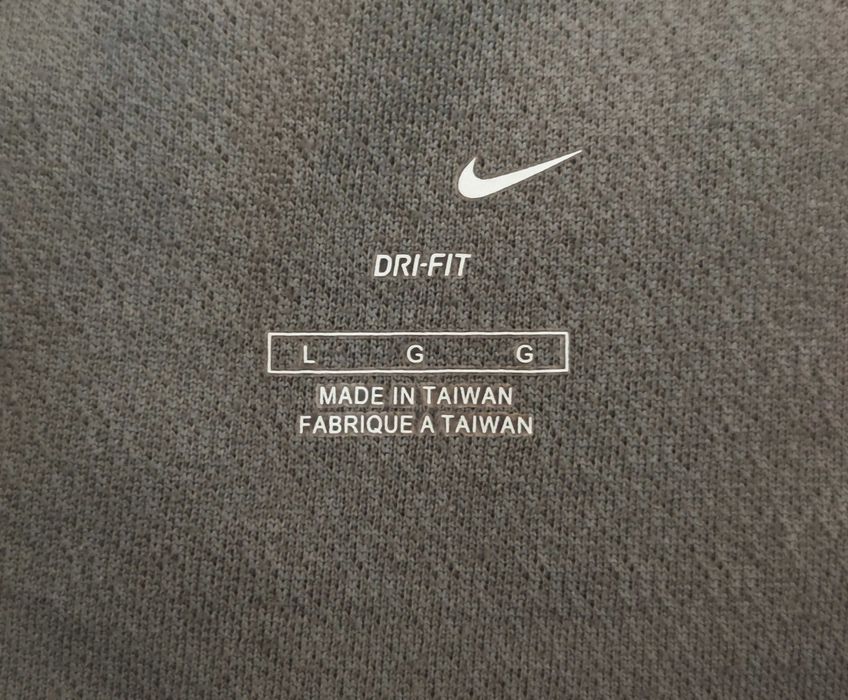 DRI-FIT
L G G
MADE IN TAIWAN
FABRIQUE A TAIWAN